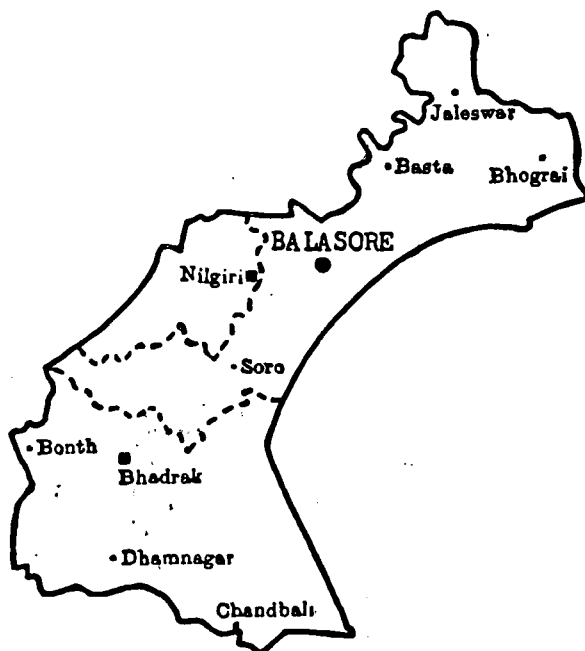 Jaleswar
Basta
Bhograi
BALASORE
Nilgiri
Soro
Bonth
Bhadrak
Dhamnagar
Chandbali